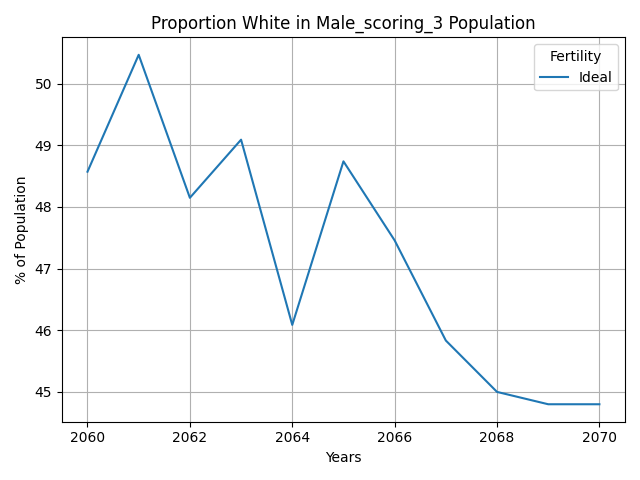 Proportion White in Male_scoring_3 Population
Fertility
Ideal
% of Population
50
49
48
47
46
45
2060
2062
2064
2066
2068
2070
Years